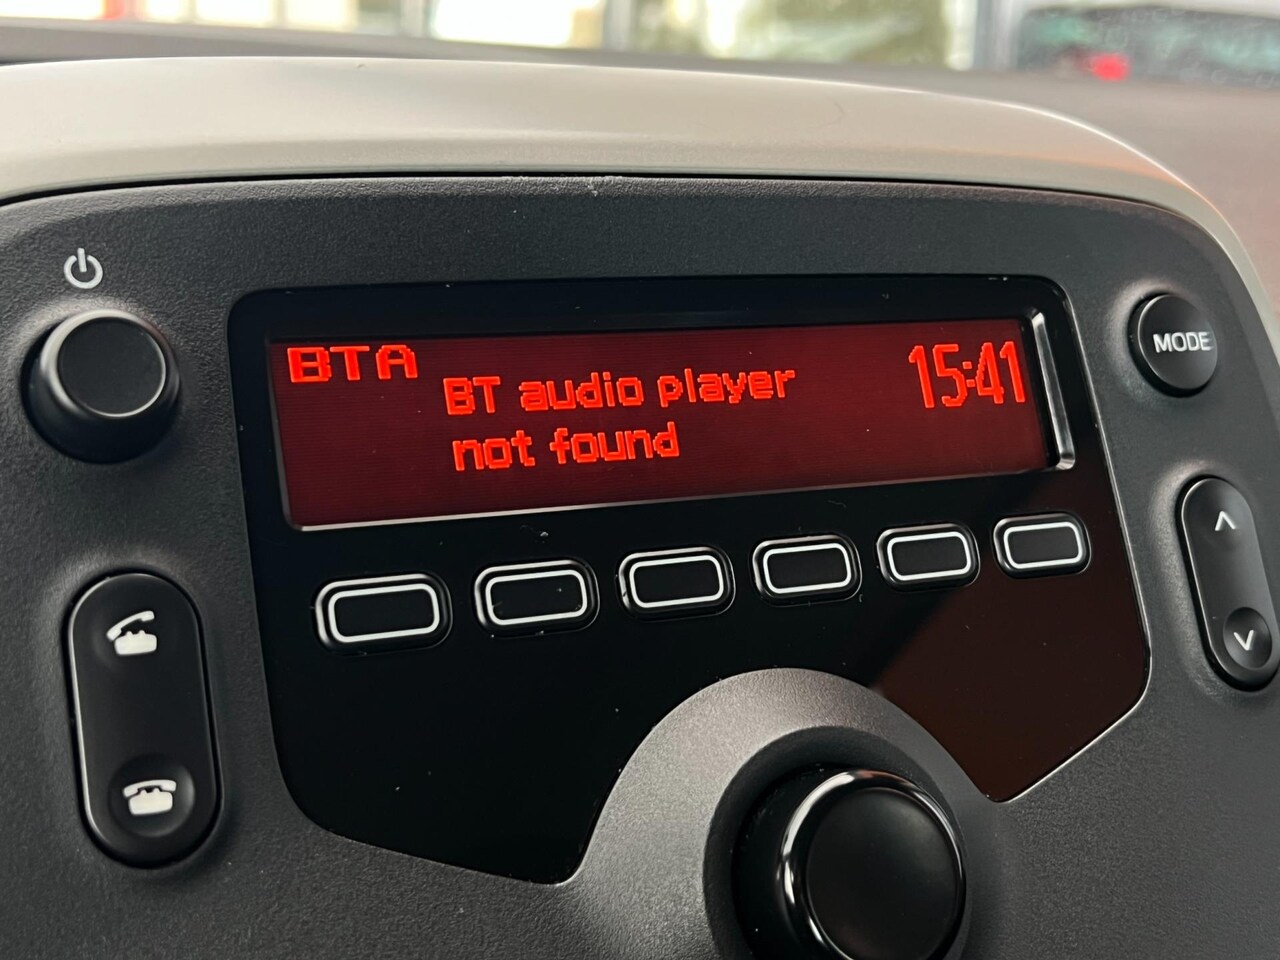 BTA
BT audio player
not found
15:41
MODE